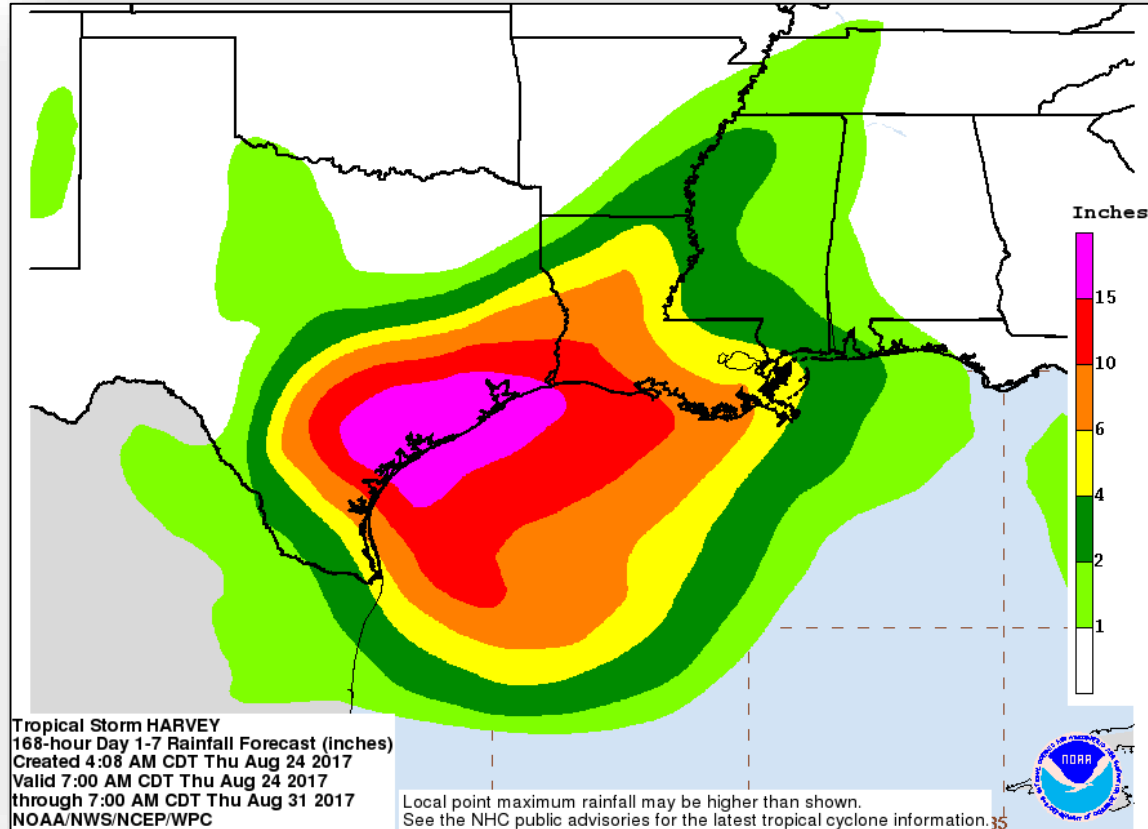 Inches
15
10
6
4
2
1
Tropical Storm HARVEY
168-hour Day 1-7 Rainfall Forecast (inches)
Created 4:08 AM CDT Thu Aug 24 2017
Valid 7:00 AM CDT Thu Aug 24 2017
through 7:00 AM CDT Thu Aug 31 2017
NOAA/NWS/NCEP/WPC
Local point maximum rainfall may be higher than shown.
See the NHC public advisories for the latest tropical cyclone information.
85
NOAA